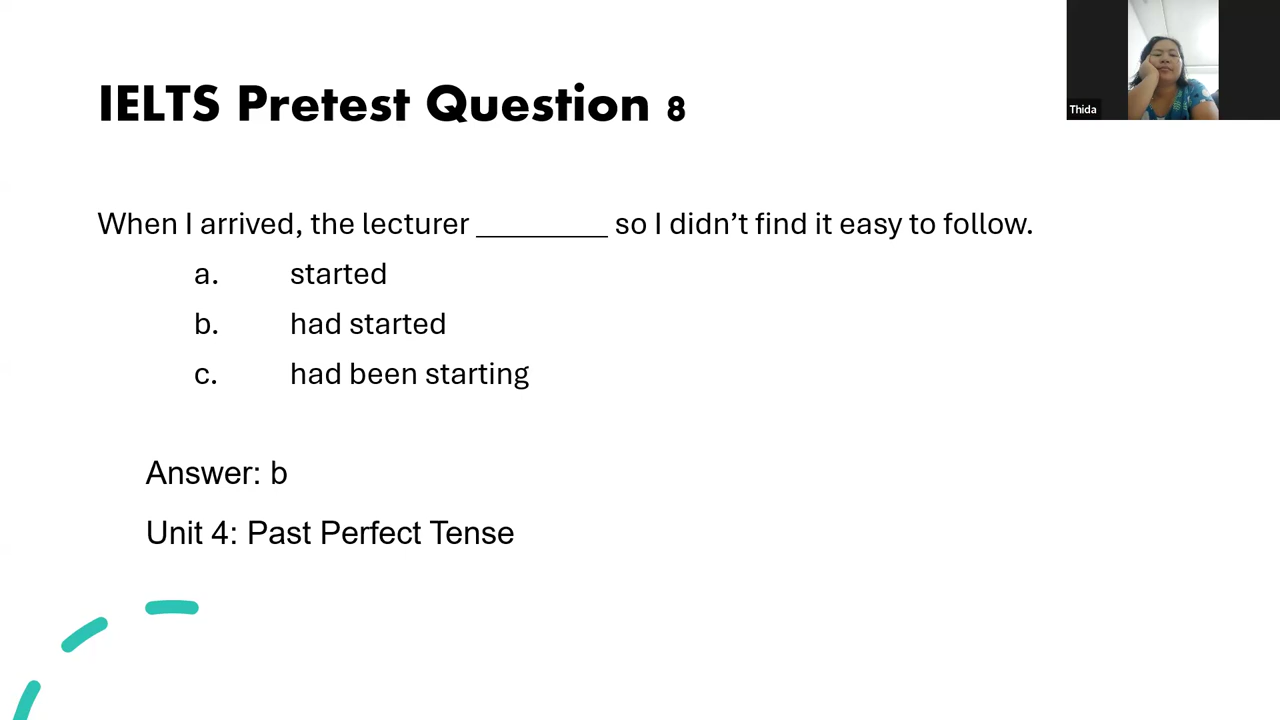 IELTS Pretest Question 8
Thida
When I arrived, the lecturer _________ so I didn’t find it easy to follow.
a. started
b. had started
c. had been starting
Answer: b
Unit 4: Past Perfect Tense